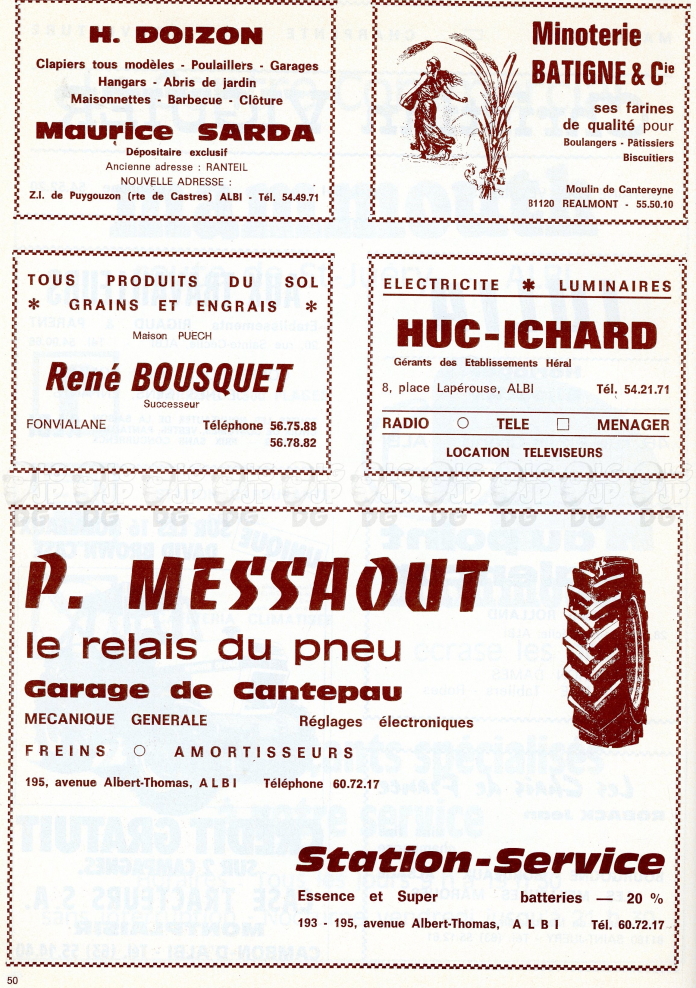 H. DOIZON
Clapiers tous modèles - Poulaillers - Garages
Hangars - Abris de jardin
Maisonnettes - Barbecue - Clôture
Maurice SARDA
Dépositaire exclusif
Ancienne adresse : RANTEIL
NOUVELLE ADRESSE :
Z.I. de Puygouzon (rte de Castres) ALBI - Tél. 54.49.71
Minoterie
BATIGNE & Cie
ses farines
de qualité pour
Boulangers - Pâtissiers
Biscuitiers
Moulin de Cantereyne
81120 REALMONT - 55.50.10
TOUS PRODUITS DU SOL
* GRAINS ET ENGRAIS *
Maison PUECH
René BOUSQUET
Successeur
FONVIALANE Téléphone 56.75.88
56.78.82
ELECTRICITE * LUMINAIRES
HUC-ICHARD
Gérants des Etablissements Héral
8, place Lapérouse, ALBI Tél. 54.21.71
RADIO ○ TELE □ MENAGER
LOCATION TELEVISEURS
P. MESSAOUT
le relais du pneu
Garage de Cantepau
MECANIQUE GENERALE Réglages électroniques
FREINS ○ AMORTISSEURS
195, avenue Albert-Thomas, ALBI Téléphone 60.72.17
Station-Service
Essence et Super batteries — 20 %
193 - 195, avenue Albert-Thomas, ALBI Tél. 60.72.17
50